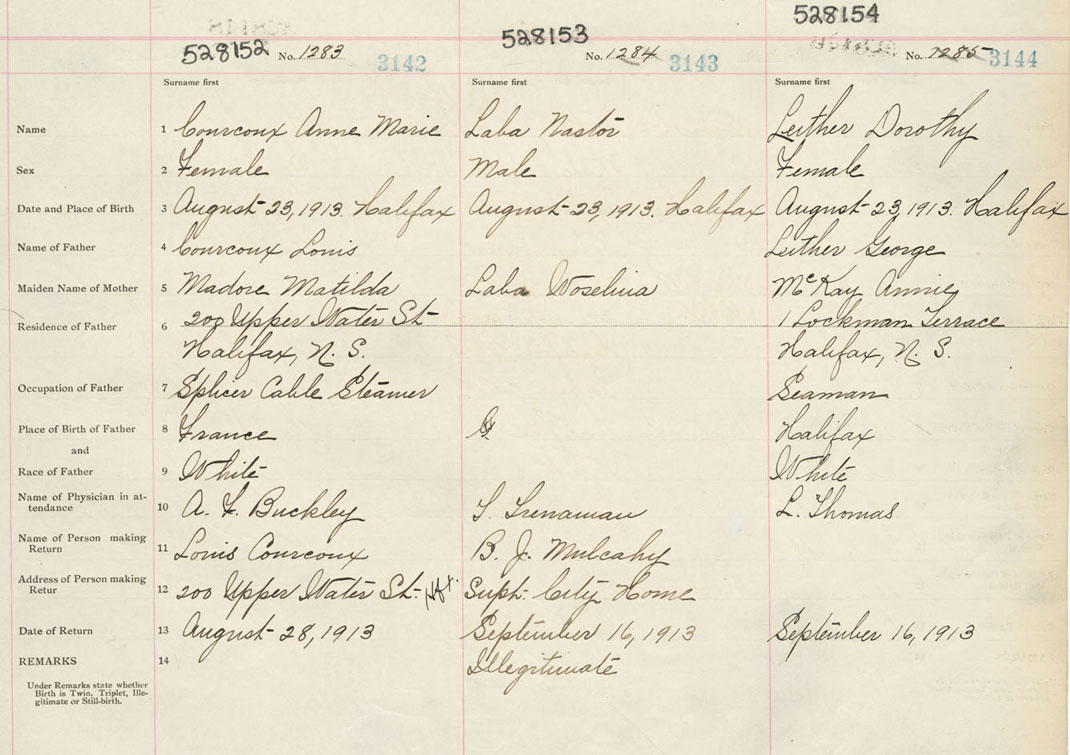 528152 No. 1283 3142 528153 No. 1284 3143 528154 No. 1285 3144
Surname first Surname first Surname first
Name 1 Courcoux Anne Marie Laba Nastor Leither Dorothy
Sex 2 Female Male Female
Date and Place of Birth 3 August 23, 1913. Halifax August 23, 1913. Halifax August 23, 1913. Halifax
Name of Father 4 Courcoux Louis Luther George
Maiden Name of Mother 5 Madore Matilda Laba Woselina McKay Annie
Residence of Father 6 200 Upper Water St 1 Lockman Terrace
Halifax, N. S. Halifax, N. S.
Occupation of Father 7 Splicer Cable Steamer Seaman
Place of Birth of Father 8 France Halifax
and
Race of Father 9 White White
Name of Physician in at-
tendance 10 A. F. Buckley T. Trenaman L. Thomas
Name of Person making
Return 11 Louis Courcoux B. J. Mulcahy
Address of Person making
Retur 12 200 Upper Water St. Hfx. Supt. City Home
Date of Return 13 August 28, 1913 September 16, 1913 September 16, 1913
REMARKS 14 Illegitimate
Under Remarks state whether
Birth is Twin, Triplet, Ille-
gitimate or Still-birth.